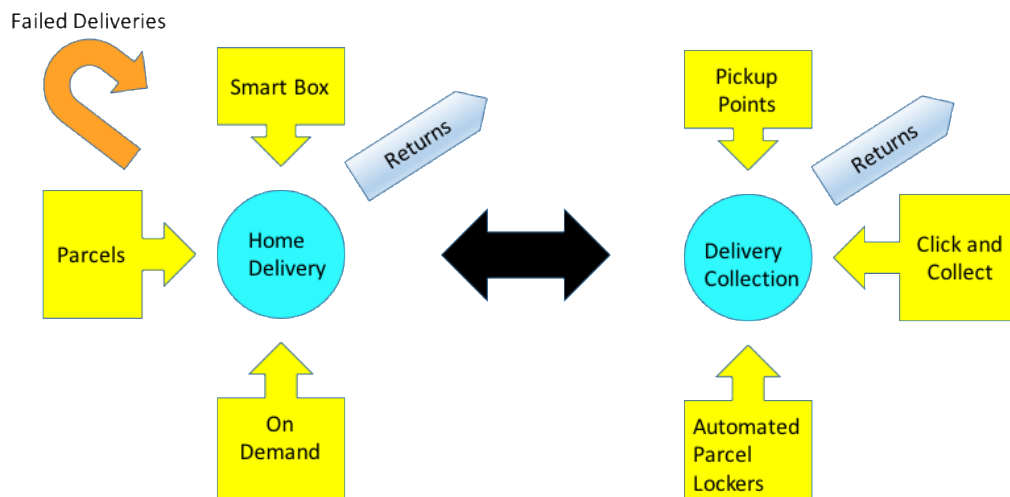 Failed Deliveries
Smart Box
Returns
Parcels
Home
Delivery
On
Demand
Pickup
Points
Returns
Delivery
Collection
Click and
Collect
Automated
Parcel
Lockers